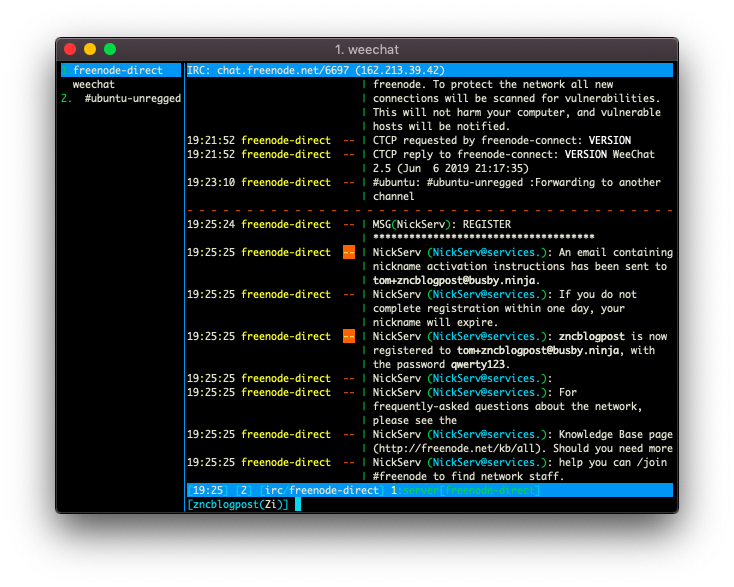 1. weechat
freenode-direct
weechat
2. #ubuntu-unregged
IRC: chat.freenode.net/6697 (162.213.39.42)
| freenode. To protect the network all new
| connections will be scanned for vulnerabilities.
| This will not harm your computer, and vulnerable
| hosts will be notified.
19:21:52 freenode-direct -- | CTCP requested by freenode-connect: VERSION
19:21:52 freenode-direct -- | CTCP reply to freenode-connect: VERSION WeeChat
| 2.5 (Jun  6 2019 21:17:35)
19:23:10 freenode-direct -- | #ubuntu: #ubuntu-unregged :Forwarding to another
| channel
- - - - - - - - - - - - - - - - - - - - - - - - - - - - - - - - - - - - - - - - -
19:25:24 freenode-direct -- | MSG(NickServ): REGISTER
| *************************************
19:25:25 freenode-direct -- | NickServ (NickServ@services.): An email containing
| nickname activation instructions has been sent to
| tom+zncblogpost@busby.ninja.
19:25:25 freenode-direct -- | NickServ (NickServ@services.): If you do not
| complete registration within one day, your
| nickname will expire.
19:25:25 freenode-direct -- | NickServ (NickServ@services.): zncblogpost is now
| registered to tom+zncblogpost@busby.ninja, with
| the password qwerty123.
19:25:25 freenode-direct -- | NickServ (NickServ@services.):
19:25:25 freenode-direct -- | NickServ (NickServ@services.): For
| frequently-asked questions about the network,
| please see the
19:25:25 freenode-direct -- | NickServ (NickServ@services.): Knowledge Base page
| (http://freenode.net/kb/all). Should you need more
19:25:25 freenode-direct -- | NickServ (NickServ@services.): help you can /join
| #freenode to find network staff.
[19:25] [2] [irc/freenode-direct] 1:server[freenode-direct]
[zncblogpost(Zi)]